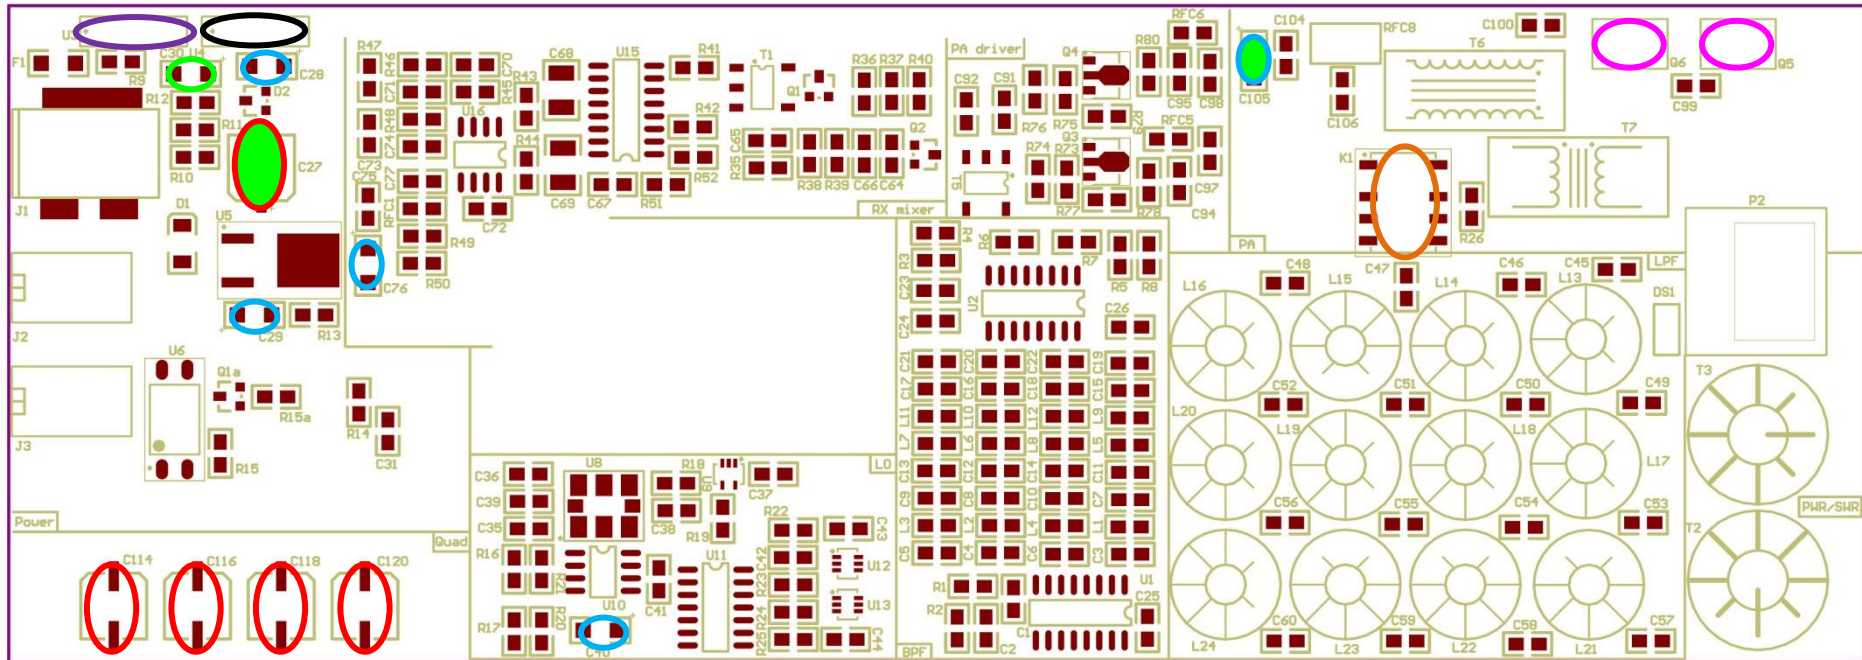 U3
U4
C30
C28
F1
R9
R12
D2
R11
R10
C27
J1
D1
U5
J2
C29
R13
U6
Q1a
R15a
J3
R15
R14
C31
Power
Quad
C114
C116
C118
C120
R47
R46
C71
R48
C74
C73
C75
C77
RFC1
R49
R50
C76
C70
R45
U16
R43
R44
C72
C68
C69
U15
C67
R51
R41
R42
R52
T1
Q1
C65
R35
R36
R37
R40
R38
R39
C66
C64
Q2
RX mixer
PA driver
C92
C91
R76
R75
R74
R73
T5
R77
Q4
Q3
R79
R80
RFC6
C95
C98
RFC5
R78
C94
C97
PA
C105
C104
RFC8
C106
T6
C100
Q6
Q5
C99
T7
K1
R26
P2
R4
R3
C23
C24
R6
R7
R5
R8
U2
C26
C21
C20
C22
C19
C17
C16
C18
C15
L11
L10
L12
L9
L7
L6
L8
L5
C13
C12
C14
C11
C9
C8
C10
C7
L3
L2
L4
L1
C5
C4
C6
C3
R1
R2
C1
C2
U1
C25
BPF
LO
C36
C39
C35
U8
R18
C38
U9
R19
C37
R16
R21
U10
C41
U11
R17
R20
C40
R22
C42
R23
R24
R25
C43
U12
U13
C44
C48
C47
C46
C45
LPF
L16
L15
L14
L13
DS1
C52
C51
C50
C49
L20
L19
L18
L17
C56
C55
C54
C53
L24
L23
L22
L21
C60
C59
C58
C57
T3
T2
PWR/SWR